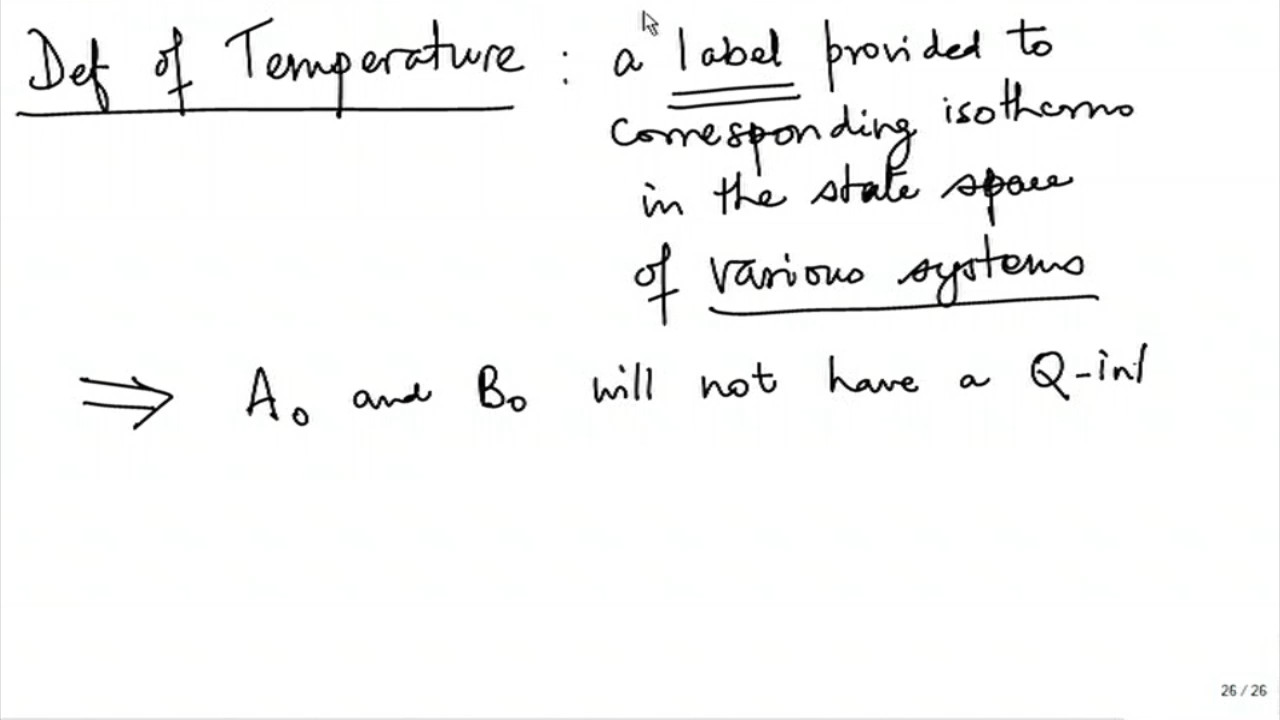 Def of Temperature : a label provided to
corresponding isotherms
in the state space
of various systems
⇒ A₀ and B₀ will not have a Q-int
26 / 26